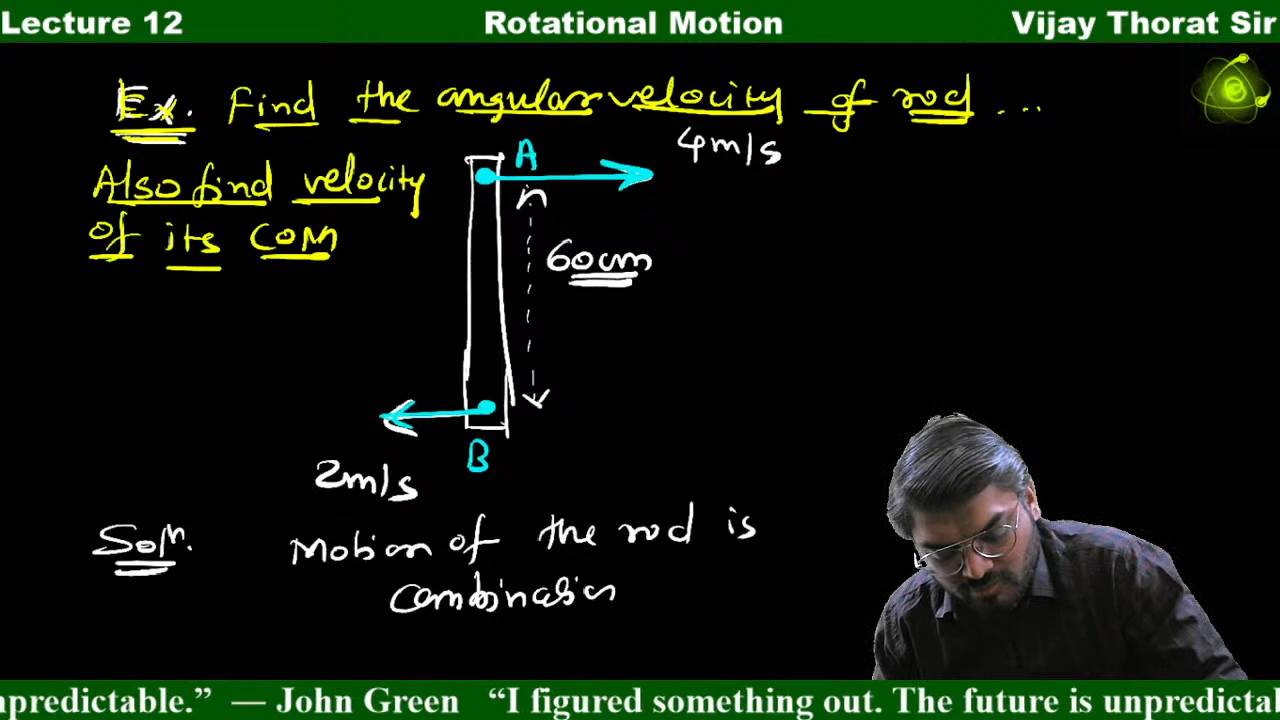 Lecture 12 Rotational Motion Vijay Thorat Sir
Ex. Find the angular velocity of rod ...
4m/s
Also find velocity
of its COM
A
60cm
B
2m/s
Soln. Motion of the rod is
combination
npredictable.” — John Green “I figured something out. The future is unpredictal